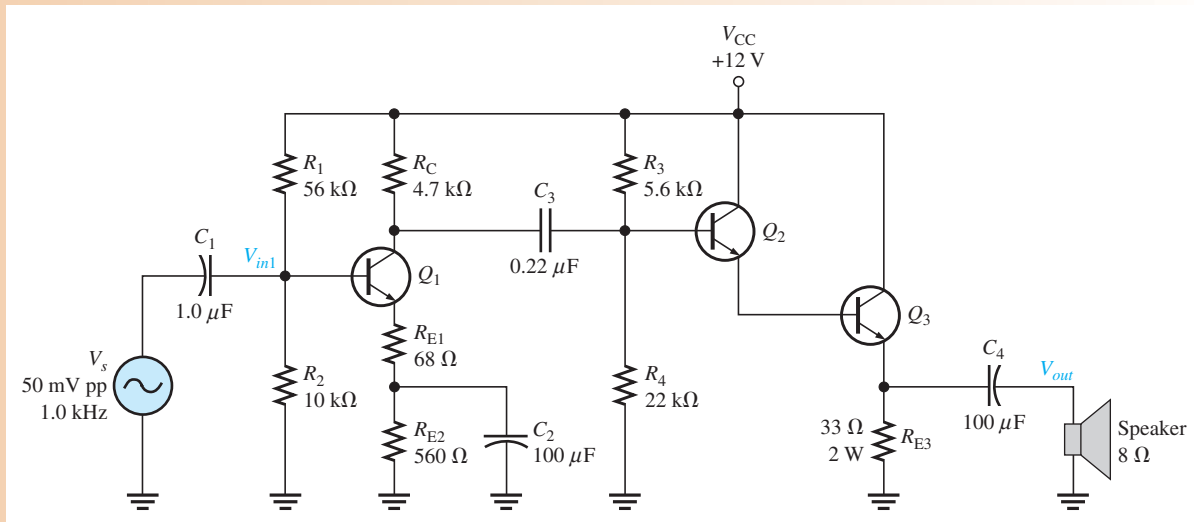 V_CC
+12 V
R_1
56 kΩ
R_C
4.7 kΩ
C_3
0.22 μF
R_3
5.6 kΩ
Q_2
C_1
1.0 μF
V_in1
Q_1
Q_3
R_E1
68 Ω
V_s
50 mV pp
1.0 kHz
R_2
10 kΩ
R_E2
560 Ω
C_2
100 μF
R_4
22 kΩ
33 Ω
2 W
R_E3
C_4
100 μF
V_out
Speaker
8 Ω